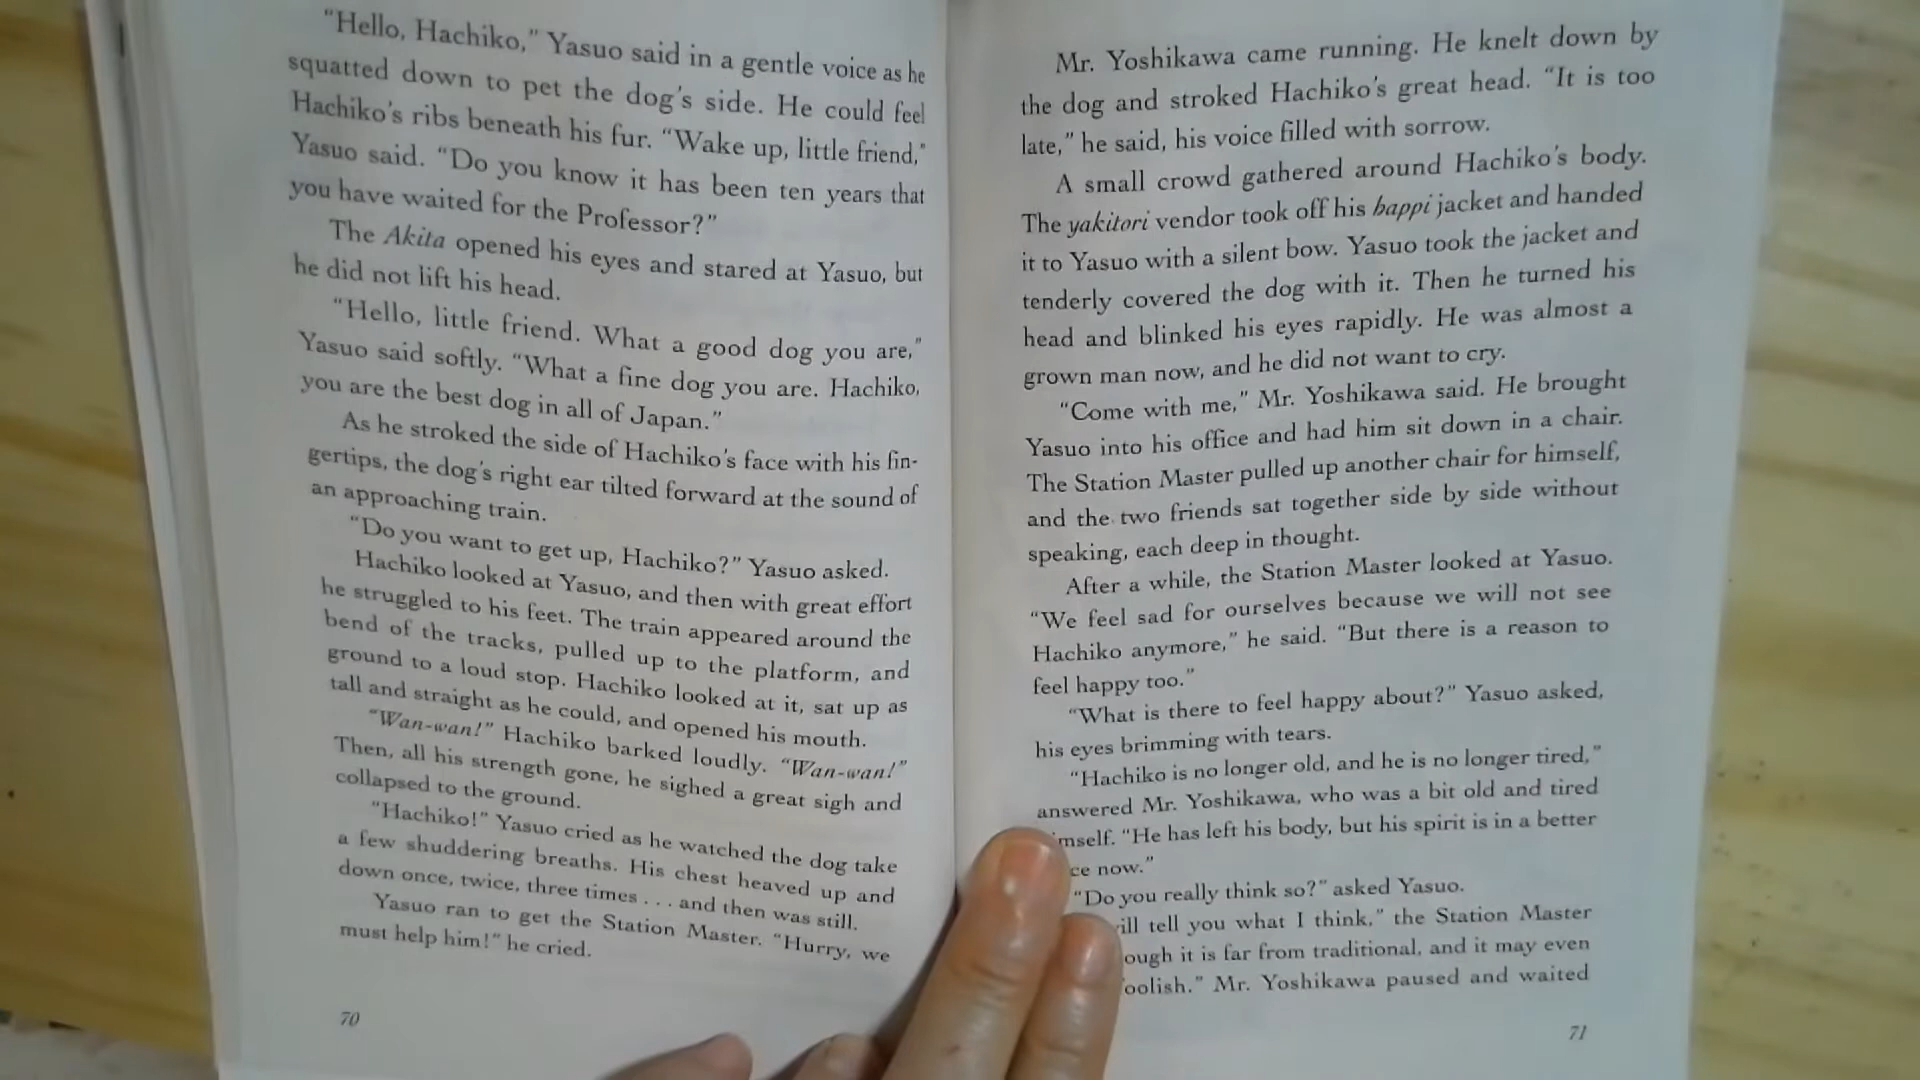 “Hello, Hachiko,” Yasuo said in a gentle voice as he
squatted down to pet the dog’s side. He could feel
Hachiko’s ribs beneath his fur. “Wake up, little friend,”
Yasuo said. “Do you know it has been ten years that
you have waited for the Professor?”
The Akita opened his eyes and stared at Yasuo, but
he did not lift his head.
“Hello, little friend. What a good dog you are,”
Yasuo said softly. “What a fine dog you are. Hachiko,
you are the best dog in all of Japan.”
As he stroked the side of Hachiko’s face with his fin-
gertips, the dog’s right ear tilted forward at the sound of
an approaching train.
“Do you want to get up, Hachiko?” Yasuo asked.
Hachiko looked at Yasuo, and then with great effort
he struggled to his feet. The train appeared around the
bend of the tracks, pulled up to the platform, and
ground to a loud stop. Hachiko looked at it, sat up as
tall and straight as he could, and opened his mouth.
“Wan-wan!” Hachiko barked loudly. “Wan-wan!”
Then, all his strength gone, he sighed a great sigh and
collapsed to the ground.
“Hachiko!” Yasuo cried as he watched the dog take
a few shuddering breaths. His chest heaved up and
down once, twice, three times . . . and then was still.
Yasuo ran to get the Station Master. “Hurry, we
must help him!” he cried.
70
Mr. Yoshikawa came running. He knelt down by
the dog and stroked Hachiko’s great head. “It is too
late,” he said, his voice filled with sorrow.
A small crowd gathered around Hachiko’s body.
The yakitori vendor took off his happi jacket and handed
it to Yasuo with a silent bow. Yasuo took the jacket and
tenderly covered the dog with it. Then he turned his
head and blinked his eyes rapidly. He was almost a
grown man now, and he did not want to cry.
“Come with me,” Mr. Yoshikawa said. He brought
Yasuo into his office and had him sit down in a chair.
The Station Master pulled up another chair for himself,
and the two friends sat together side by side without
speaking, each deep in thought.
After a while, the Station Master looked at Yasuo.
“We feel sad for ourselves because we will not see
Hachiko anymore,” he said. “But there is a reason to
feel happy too.”
“What is there to feel happy about?” Yasuo asked,
his eyes brimming with tears.
“Hachiko is no longer old, and he is no longer tired,”
answered Mr. Yoshikawa, who was a bit old and tired
mself. “He has left his body, but his spirit is in a better
ce now.”
“Do you really think so?” asked Yasuo.
ill tell you what I think,” the Station Master
ough it is far from traditional, and it may even
oolish.” Mr. Yoshikawa paused and waited
71